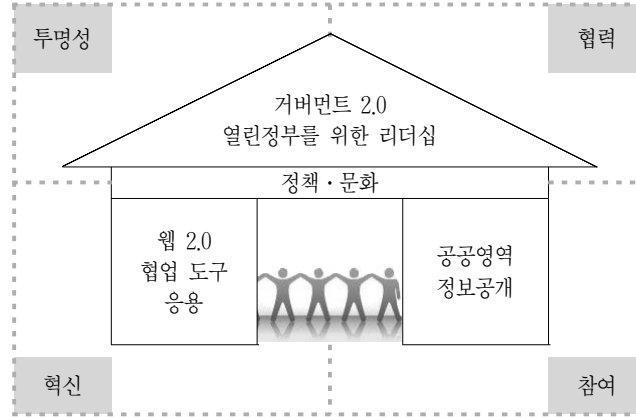 투명성
협력
거버먼트 2.0
열린정부를 위한 리더십
정책·문화
웹 2.0
협업 도구
응용
공공영역
정보공개
혁신
참여